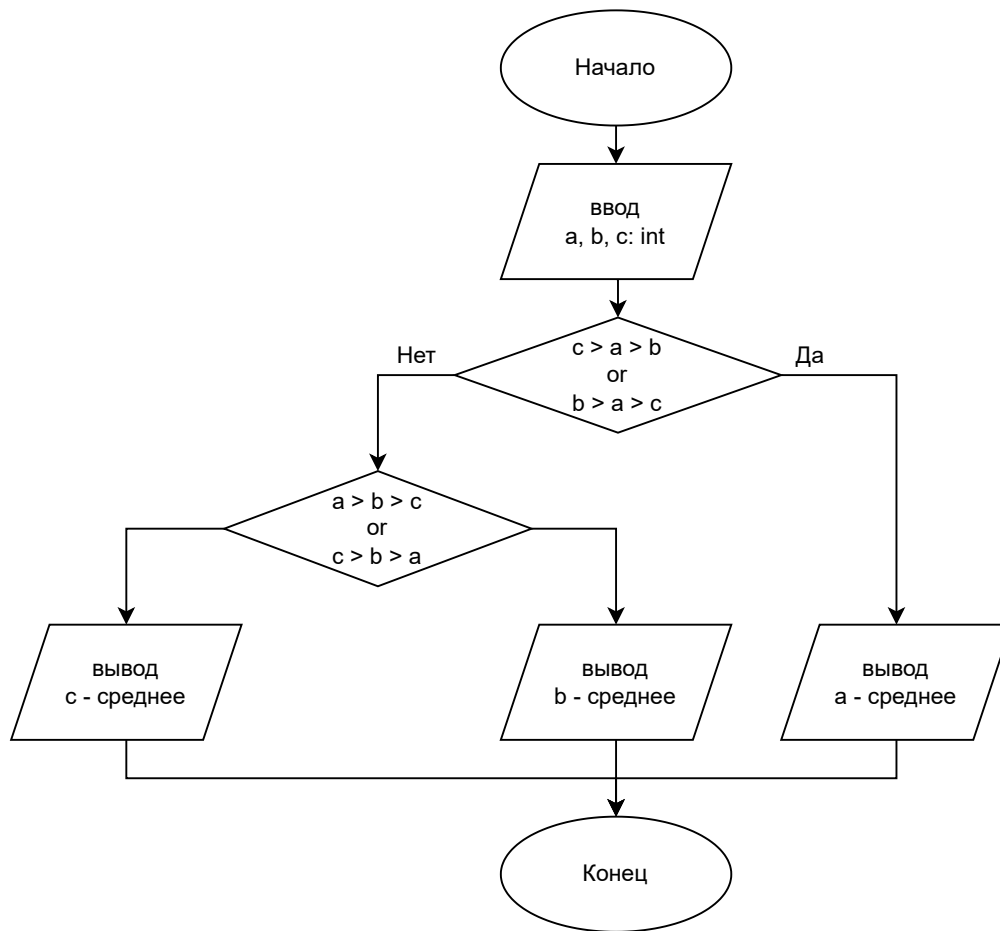 Начало
ввод
a, b, c: int
Нет
c > a > b
or
b > a > c
Да
a > b > c
or
c > b > a
вывод
c - среднее
вывод
b - среднее
вывод
a - среднее
Конец